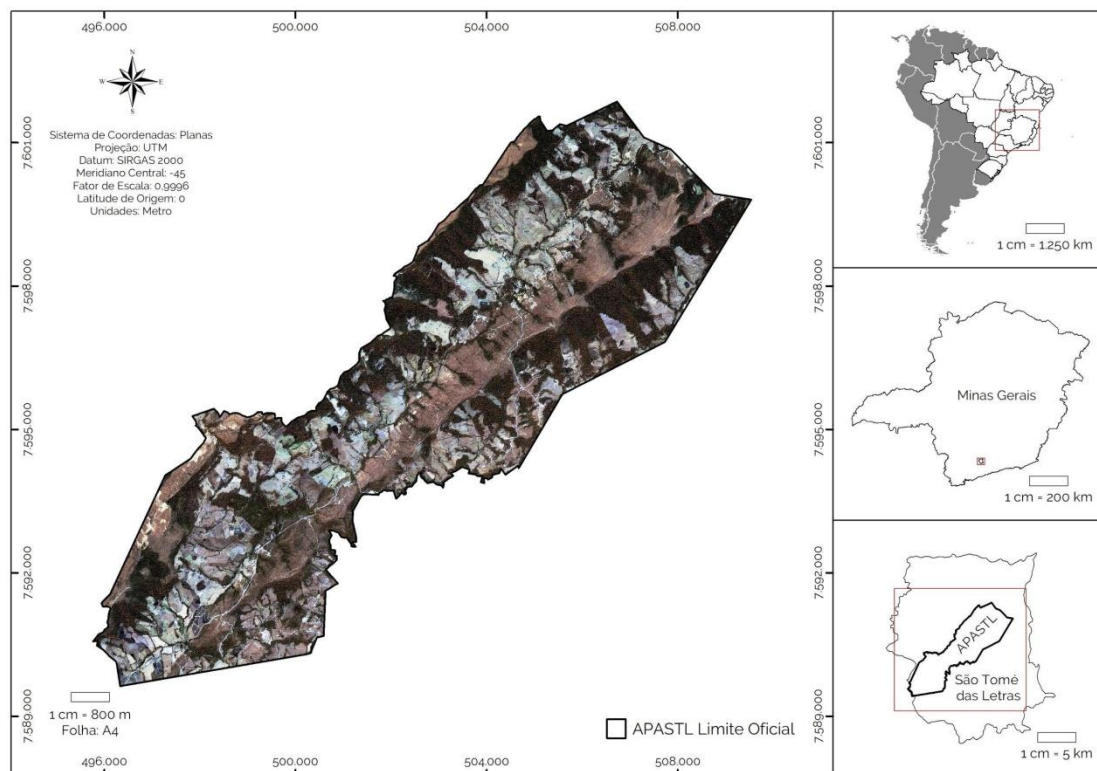 496.000
500.000
504.000
508.000
N
W
E
S
Sistema de Coordenadas: Planas
Projeção: UTM
Datum: SIRGAS 2000
Meridiano Central: -45
Fator de Escala: 0,9996
Latitude de Origem: 0
Unidades: Metro
7.601.000
7.598.000
7.595.000
7.592.000
7.589.000
7.601.000
7.598.000
7.595.000
7.592.000
7.589.000
1 cm = 800 m
Folha: A4
APASTL Limite Oficial
496.000
500.000
504.000
508.000
1 cm = 1.250 km
Minas Gerais
1 cm = 200 km
APASTL
São Tomé
das Letras
1 cm = 5 km